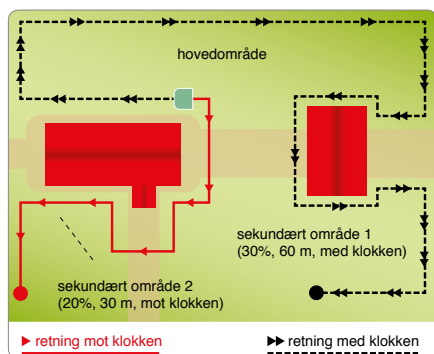 hovedområde
sekundært område 1
(30%, 60 m, med klokken)
sekundært område 2
(20%, 30 m, mot klokken)
retning mot klokken
retning med klokken